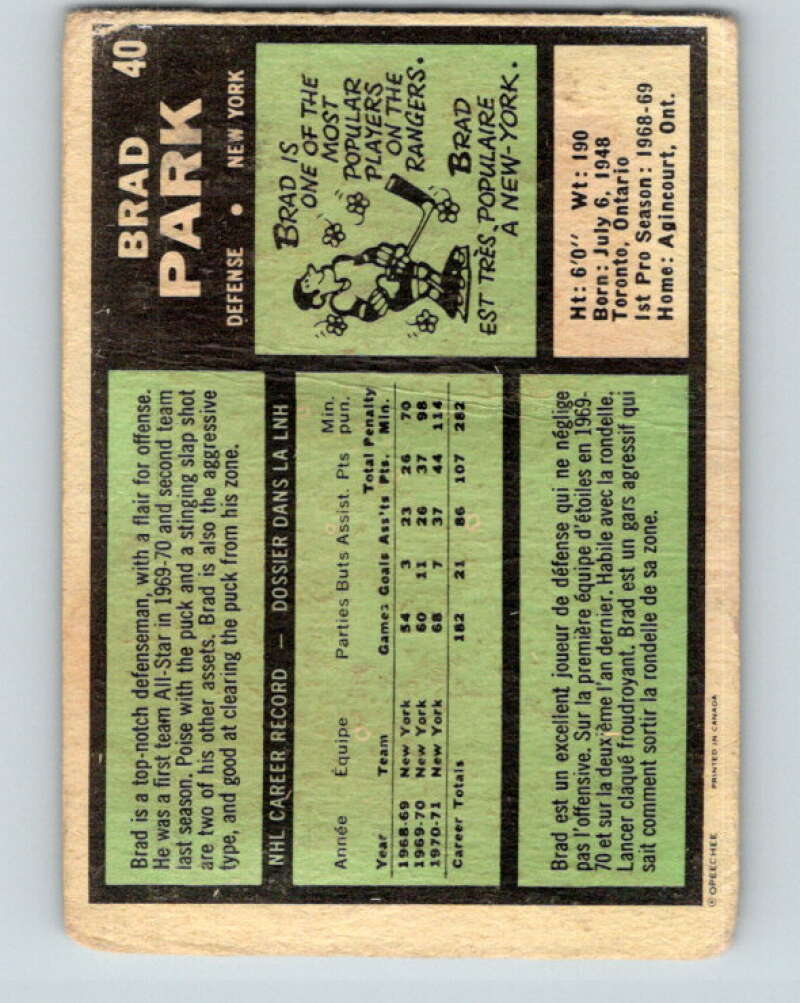 BRAD 40
PARK
DEFENSE • NEW YORK
Brad is a top-notch defenseman, with a flair for offense.
He was a first team All-Star in 1969-70 and second team
last season. Poise with the puck and a stinging slap shot
are two of his other assets. Brad is also the aggressive
type, and good at clearing the puck from his zone.
BRAD IS
ONE OF THE
MOST
POPULAR
PLAYERS
ON THE
RANGERS.
BRAD
EST TRÈS POPULAIRE
A NEW-YORK.
NHL CAREER RECORD — DOSSIER DANS LA LNH
Année Équipe Parties Buts Assist. Pts Min. pun.
Year Team Games Goals Ass'ts Total Pts. Penalty Min.
1968-69 New York 54 3 23 26 70
1969-70 New York 60 11 26 37 98
1970-71 New York 68 7 37 44 114
Career Totals 182 21 86 107 282
Ht: 6'0" Wt: 190
Born: July 6, 1948
Toronto, Ontario
1st Pro Season: 1968-69
Home: Agincourt, Ont.
Brad est un excellent joueur de défense qui ne néglige
pas l'offensive. Sur la première équipe d'étoiles en 1969-
70 et sur la deuxième l'an dernier. Habile avec la rondelle.
Lancer claqué froudroyant. Brad est un gars agressif qui
sait comment sortir la rondelle de sa zone.
© OPEECHEE PRINTED IN CANADA